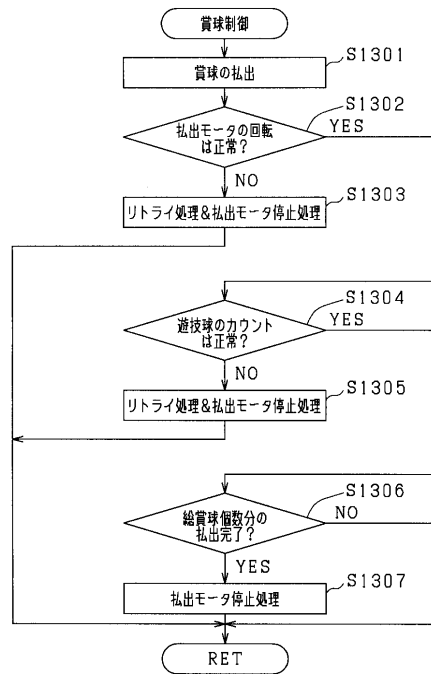 賞球制御
S1301
賞球の払出
S1302
払出モータの回転
は正常?
YES
NO
S1303
リトライ処理&払出モータ停止処理
S1304
遊技球のカウント
は正常?
YES
NO
S1305
リトライ処理&払出モータ停止処理
S1306
総賞球個数分の
払出完了?
NO
YES
S1307
払出モータ停止処理
RET